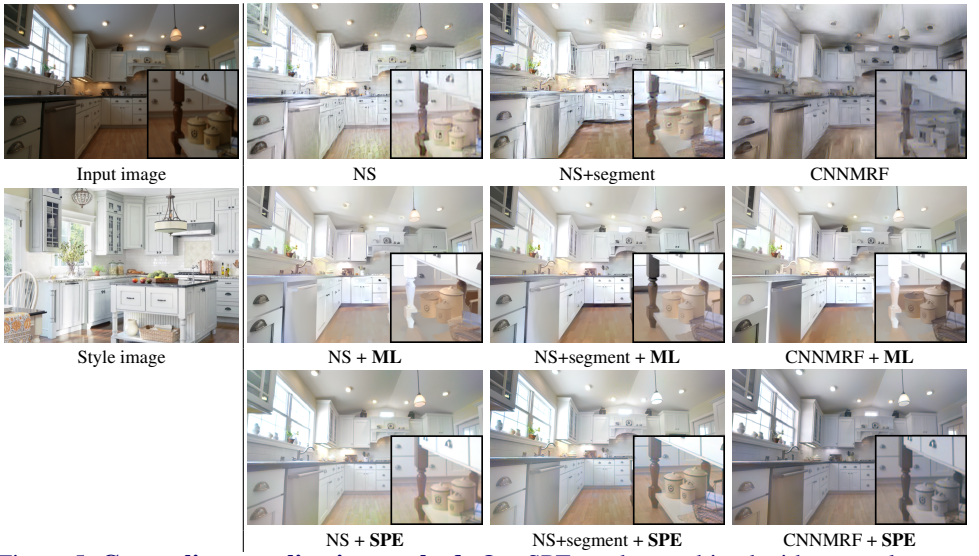 Input image
NS
NS+segment
CNNMRF
Style image
NS + ML
NS+segment + ML
CNNMRF + ML
NS + SPE
NS+segment + SPE
CNNMRF + SPE